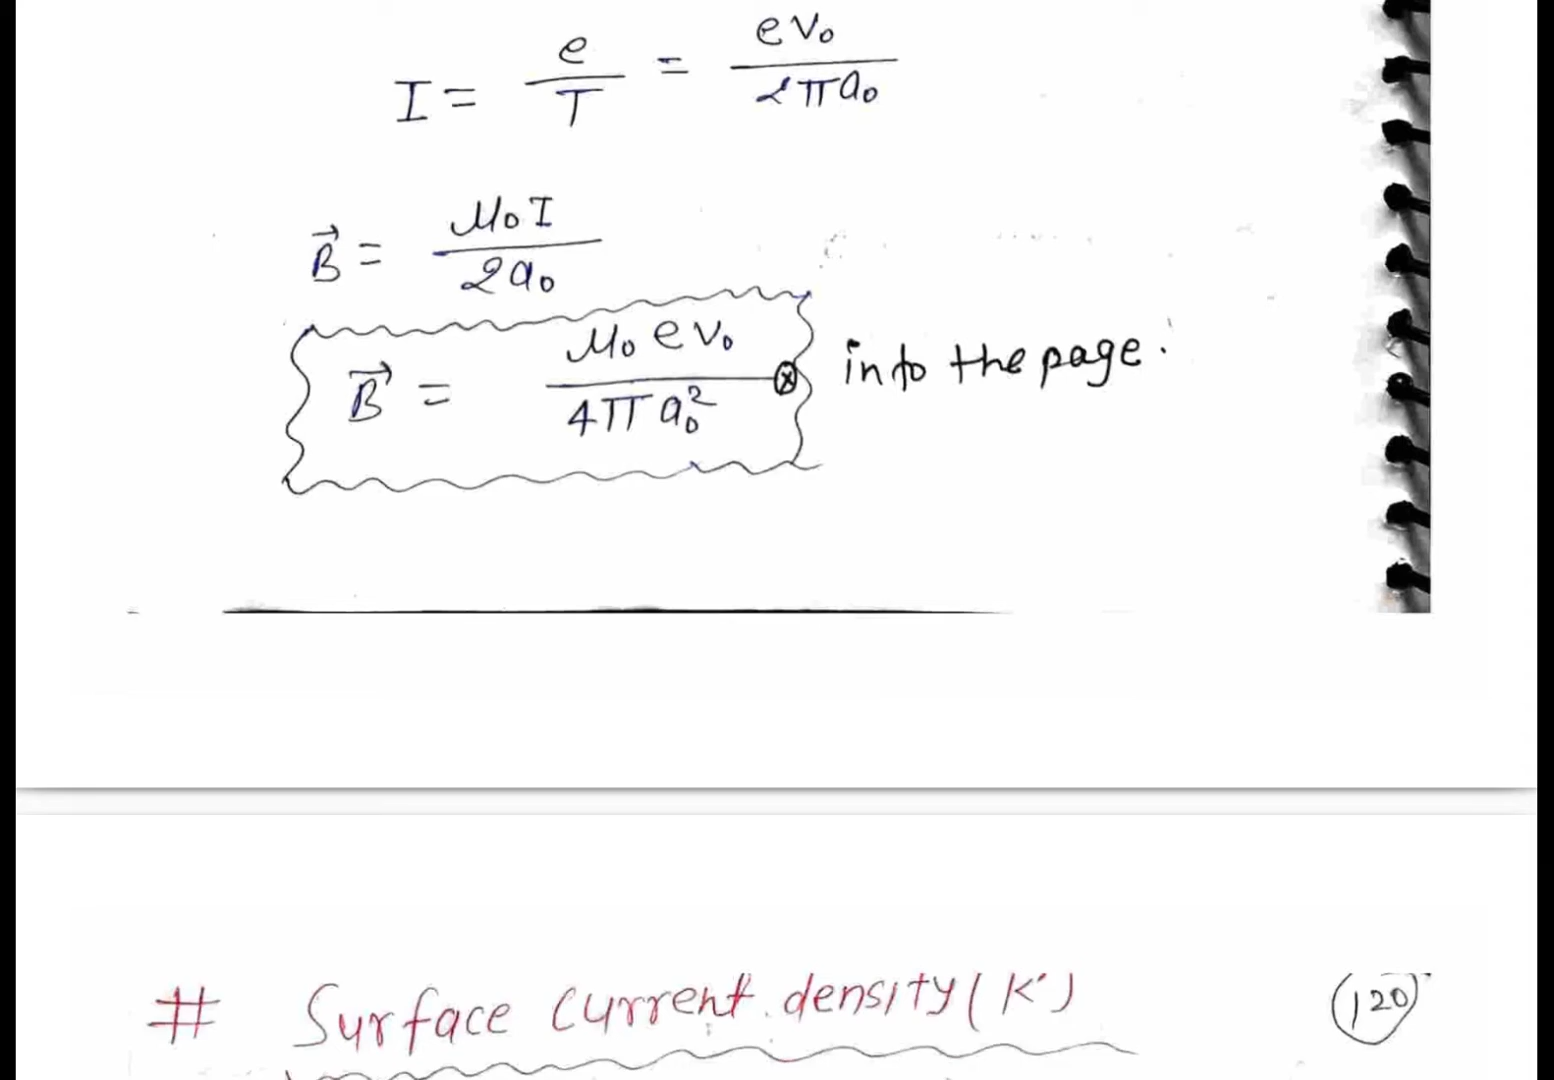 I = e/T = ev₀/2πa₀
B⃗ = μ₀I/2a₀
B⃗ = μ₀ev₀/4πa₀² ⊗ into the page.
# Surface current density (K)
120